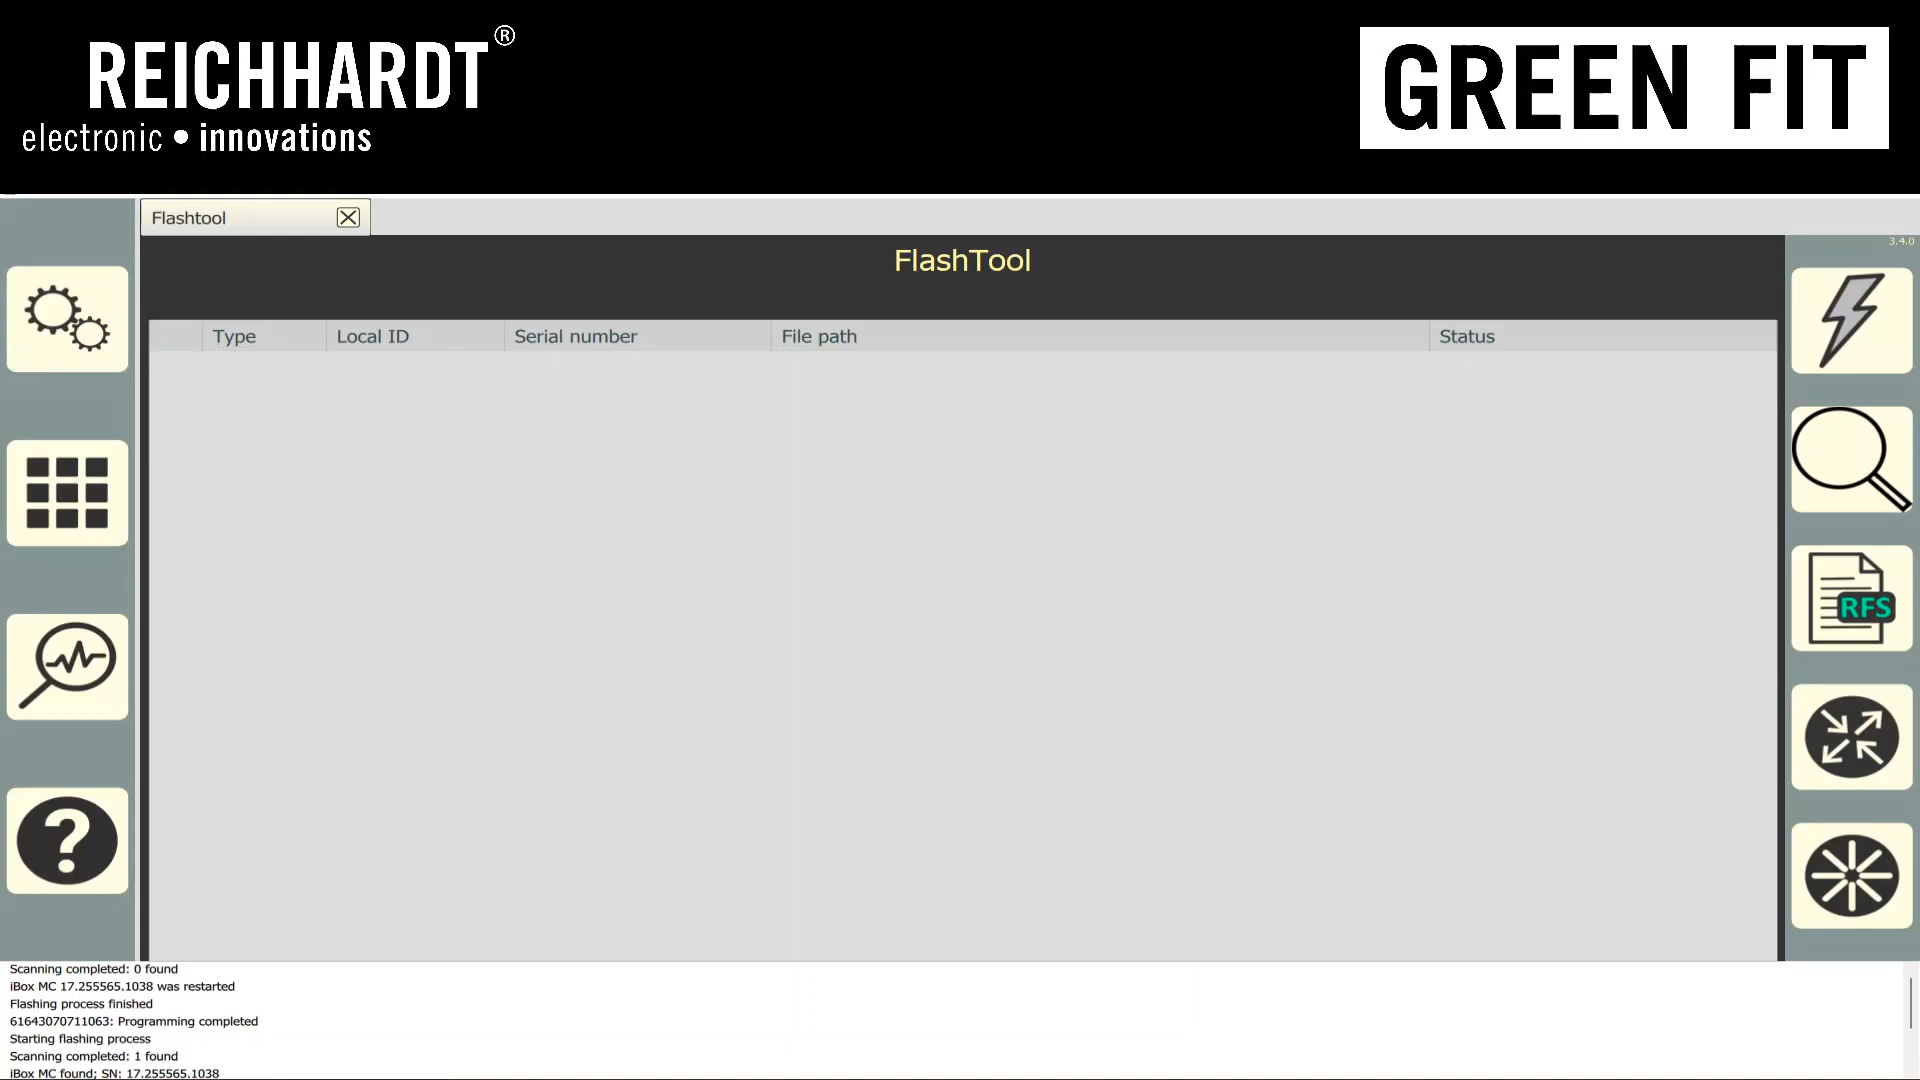 REICHHARDT®
electronic • innovations
GREEN FIT
Flashtool
3.4.0
FlashTool
Type Local ID Serial number File path Status
RFS
?
Scanning completed: 0 found
iBox MC 17.255565.1038 was restarted
Flashing process finished
61643070711063: Programming completed
Starting flashing process
Scanning completed: 1 found
iBox MC found; SN: 17.255565.1038